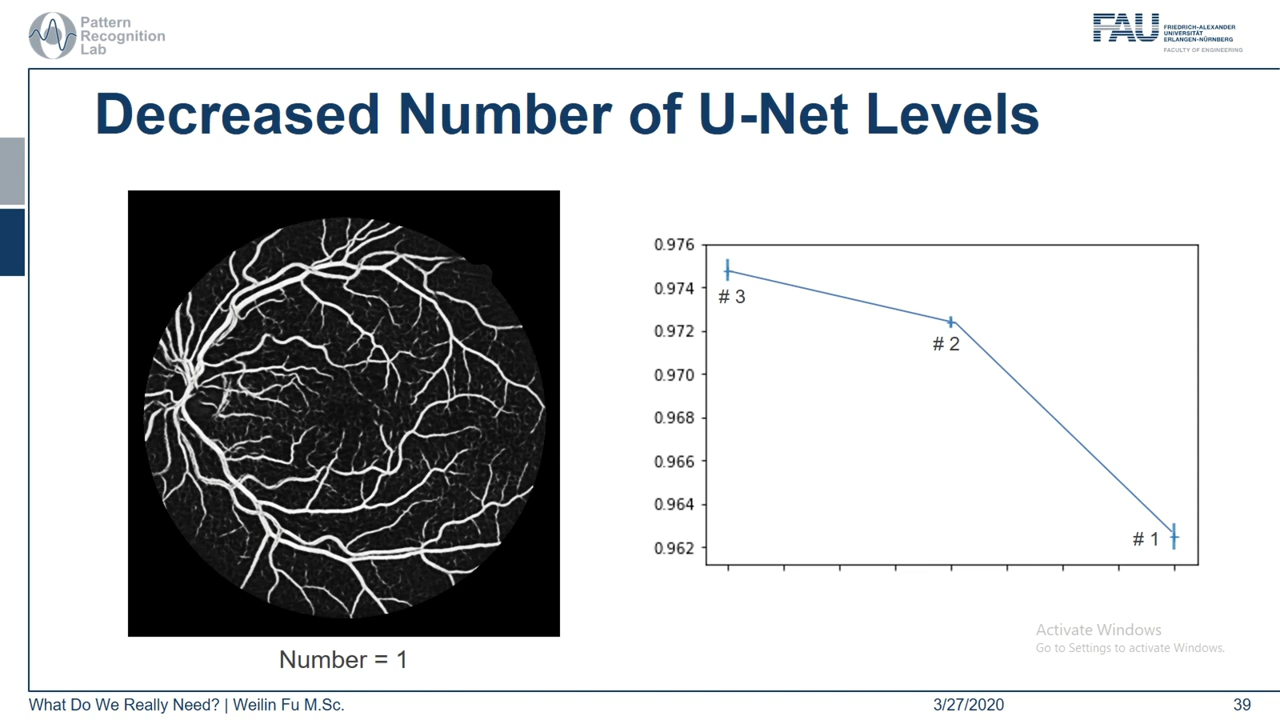 Pattern
Recognition
Lab
FAU
FRIEDRICH-ALEXANDER
UNIVERSITÄT
ERLANGEN-NÜRNBERG
FACULTY OF ENGINEERING
Decreased Number of U-Net Levels
0.976
0.974
0.972
0.970
0.968
0.966
0.964
0.962
# 3
# 2
# 1
Number = 1
Activate Windows
Go to Settings to activate Windows.
What Do We Really Need? | Weilin Fu M.Sc.
3/27/2020
39